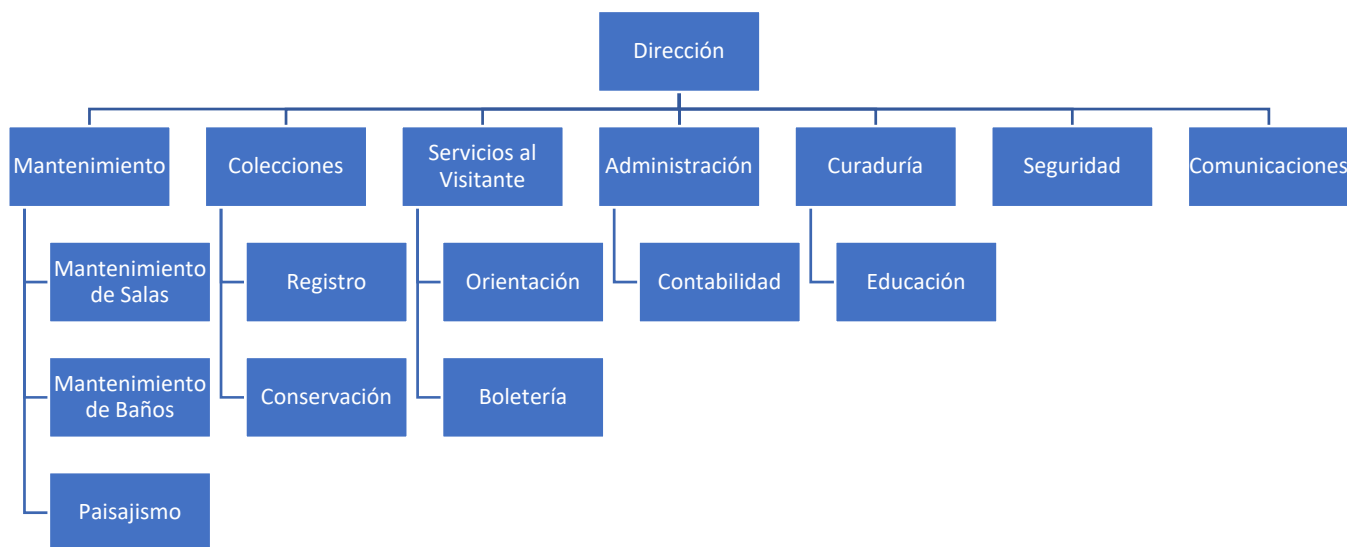 Dirección
Mantenimiento
Colecciones
Servicios al
Visitante
Administración
Curaduría
Seguridad
Comunicaciones
Mantenimiento
de Salas
Registro
Orientación
Contabilidad
Educación
Mantenimiento
de Baños
Conservación
Boletería
Paisajismo